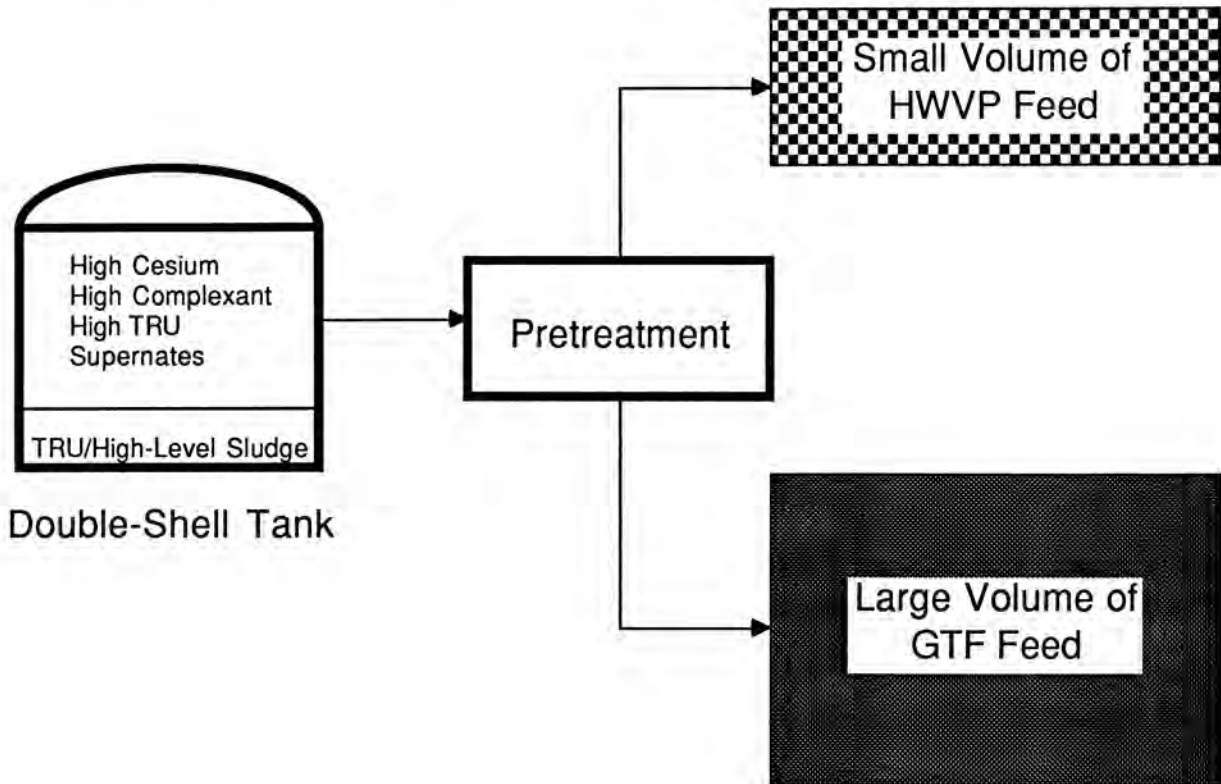 Small Volume of
HWVP Feed
High Cesium
High Complexant
High TRU
Supernates
TRU/High-Level Sludge
Double-Shell Tank
Pretreatment
Large Volume of
GTF Feed